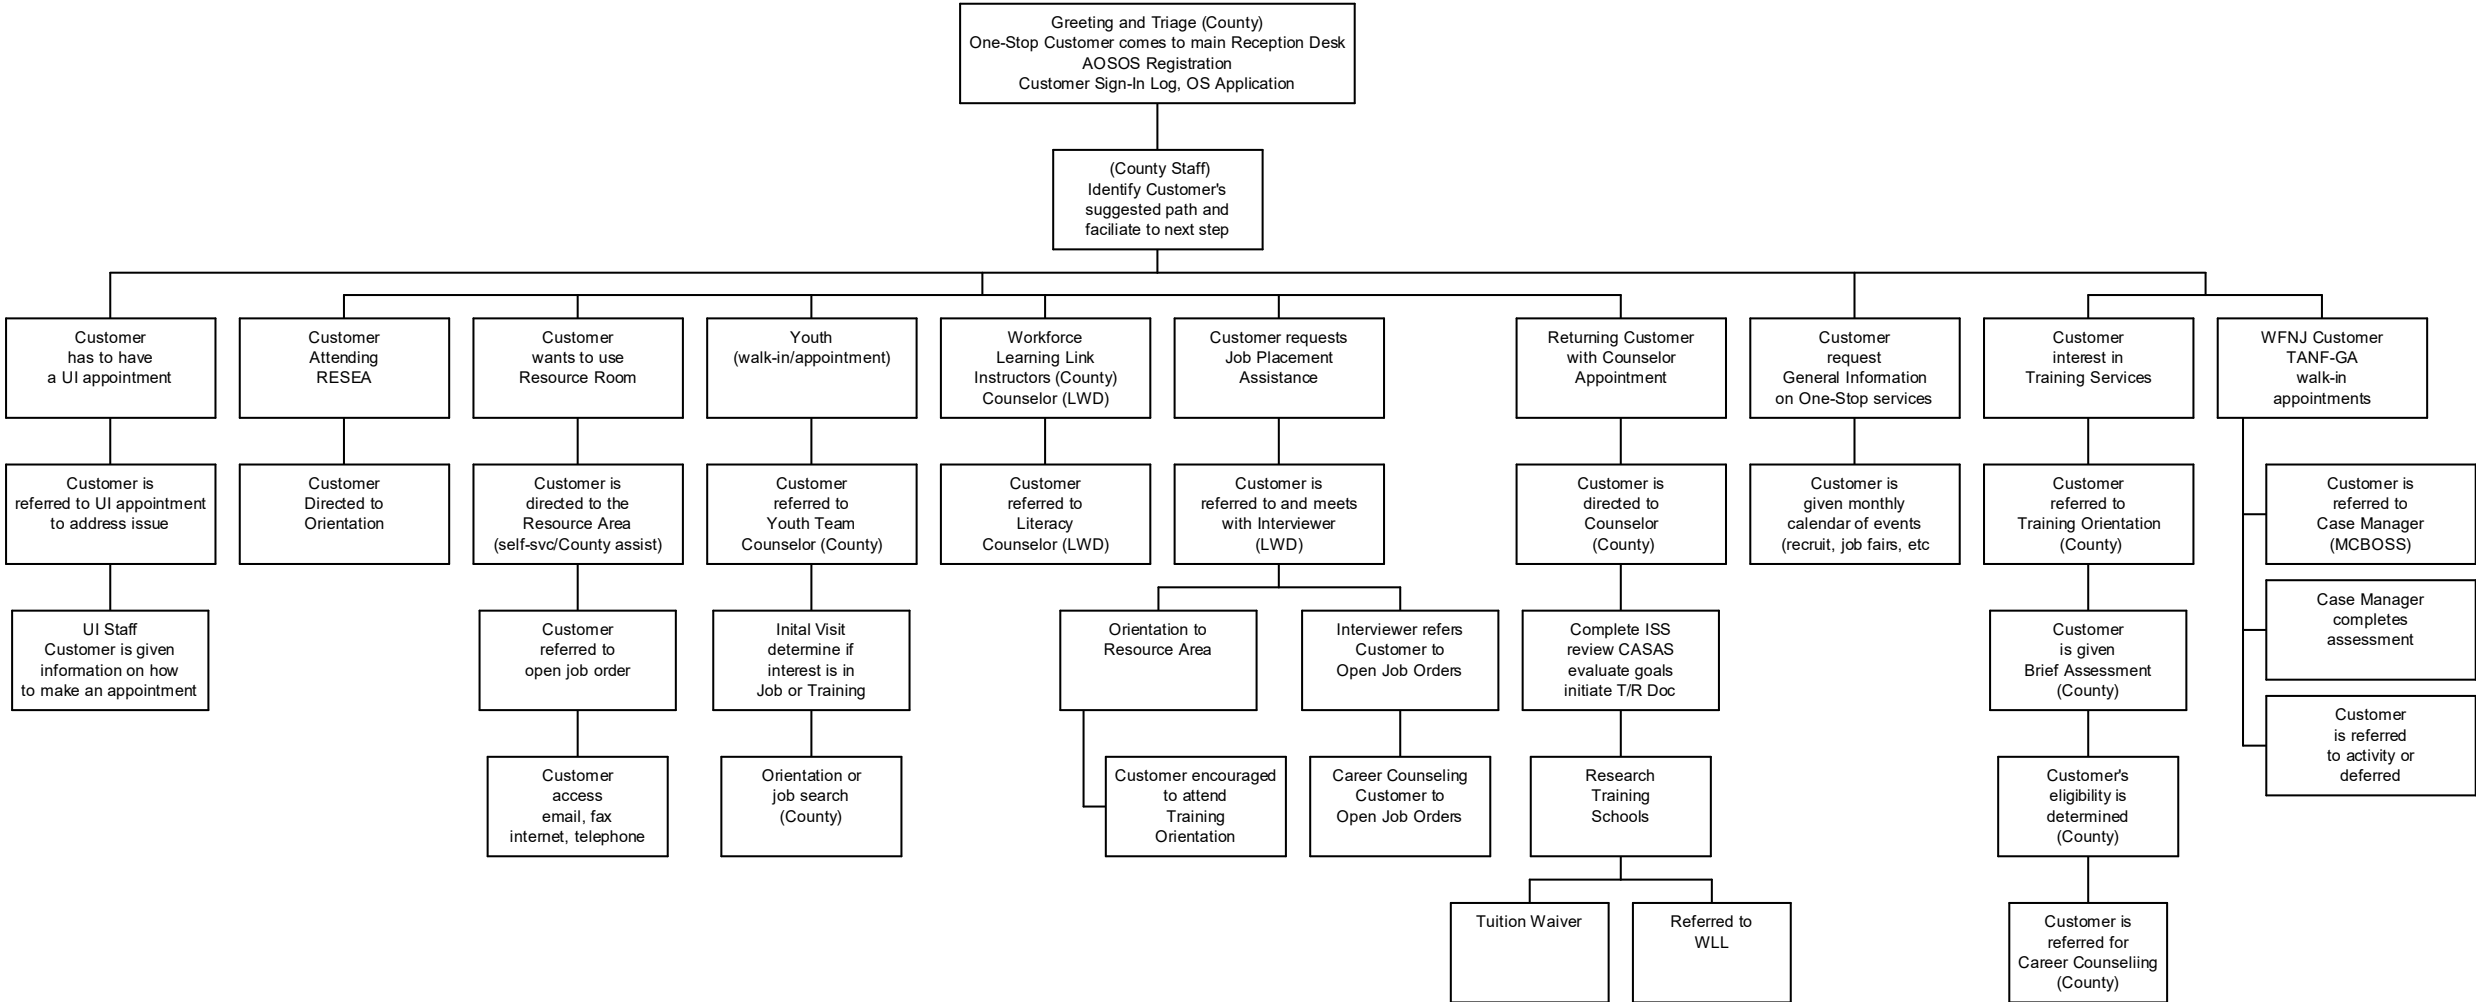 Greeting and Triage (County)
One-Stop Customer comes to main Reception Desk
AOSOS Registration
Customer Sign-In Log, OS Application
(County Staff)
Identify Customer's
suggested path and
faciliate to next step
Customer
has to have
a UI appointment
Customer
Attending
RESEA
Customer
wants to use
Resource Room
Youth
(walk-in/appointment)
Workforce
Learning Link
Instructors (County)
Counselor (LWD)
Customer requests
Job Placement
Assistance
Returning Customer
with Counselor
Appointment
Customer
request
General Information
on One-Stop services
Customer
interest in
Training Services
WFNJ Customer
TANF-GA
walk-in
appointments
Customer is
referred to UI appointment
to address issue
Customer
Directed to
Orientation
Customer is
directed to the
Resource Area
(self-svc/County assist)
Customer
referred to
Youth Team
Counselor (County)
Customer
referred to
Literacy
Counselor (LWD)
Customer is
referred to and meets
with Interviewer
(LWD)
Customer is
directed to
Counselor
(County)
Customer is
given monthly
calendar of events
(recruit, job fairs, etc
Customer
referred to
Training Orientation
(County)
Customer is
referred to
Case Manager
(MCBOSS)
Case Manager
completes
assessment
Customer
is referred
to activity or
deferred
UI Staff
Customer is given
information on how
to make an appointment
Customer
referred to
open job order
Inital Visit
determine if
interest is in
Job or Training
Orientation to
Resource Area
Interviewer refers
Customer to
Open Job Orders
Complete ISS
review CASAS
evaluate goals
initiate T/R Doc
Customer
is given
Brief Assessment
(County)
Customer
access
email, fax
internet, telephone
Orientation or
job search
(County)
Customer encouraged
to attend
Training
Orientation
Career Counseling
Customer to
Open Job Orders
Research
Training
Schools
Customer's
eligibility is
determined
(County)
Tuition Waiver
Referred to
WLL
Customer is
referred for
Career Counseliing
(County)